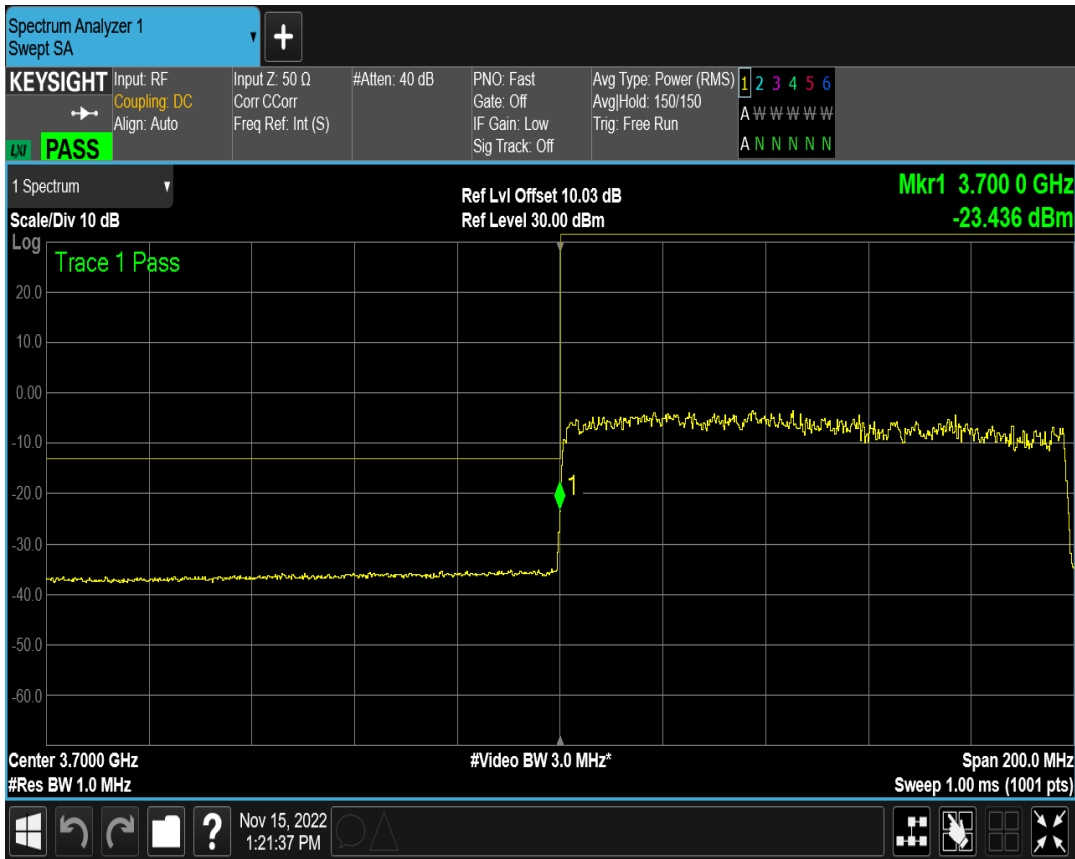 Spectrum Analyzer 1
Swept SA
+
KEYSIGHT
LXI PASS
Input: RF
Coupling: DC
Align: Auto
Input Z: 50 Ω
Corr CCorr
Freq Ref: Int (S)
#Atten: 40 dB
PNO: Fast
Gate: Off
IF Gain: Low
Sig Track: Off
Avg Type: Power (RMS)
Avg|Hold: 150/150
Trig: Free Run
1 2 3 4 5 6
A W W W W W
A N N N N N
1 Spectrum
Scale/Div 10 dB
Ref Lvl Offset 10.03 dB
Ref Level 30.00 dBm
Mkr1 3.700 0 GHz
-23.436 dBm
Log
Trace 1 Pass
20.0
10.0
0.00
-10.0
1
-20.0
-30.0
-40.0
-50.0
-60.0
Center 3.7000 GHz
#Res BW 1.0 MHz
#Video BW 3.0 MHz*
Span 200.0 MHz
Sweep 1.00 ms (1001 pts)
?
Nov 15, 2022
1:21:37 PM